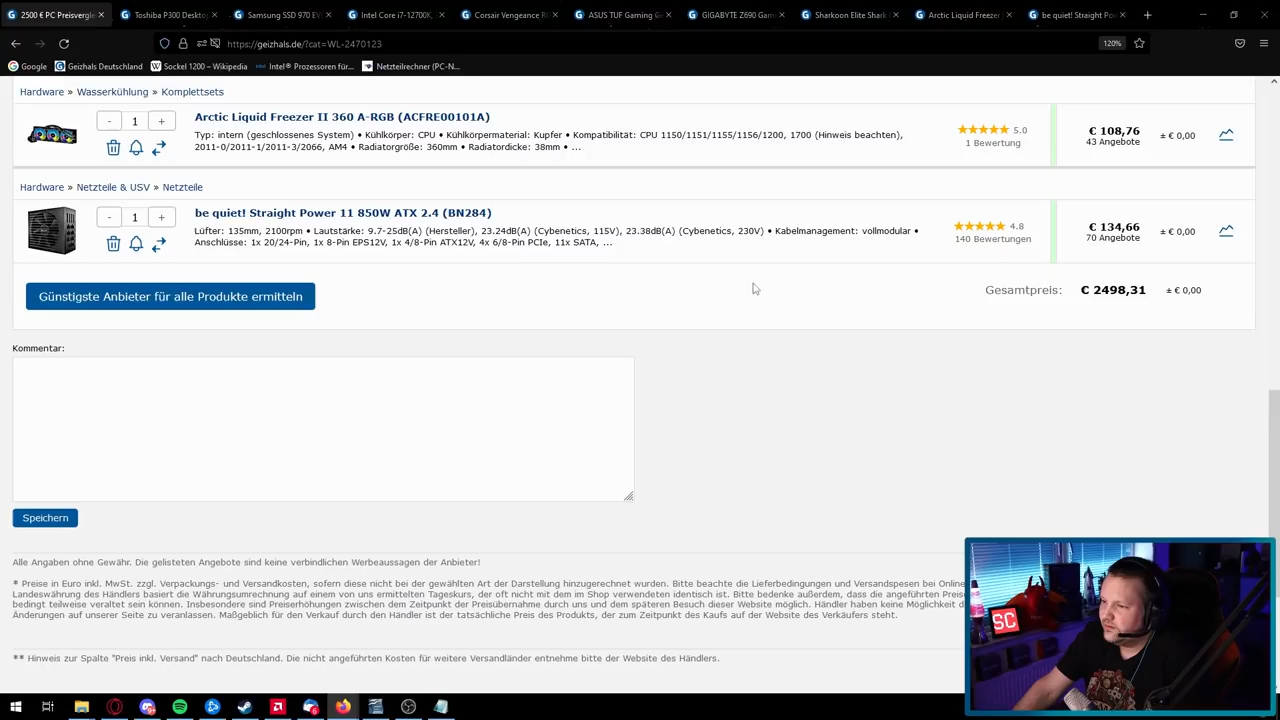 2500 € PC Preisvergle
Toshiba P300 Desktop
Samsung SSD 970 EV
Intel Core i7-12700K,
Corsair Vengeance R
ASUS TUF Gaming G
GIGABYTE Z690 Gam
Sharkoon Elite Shark
Arctic Liquid Freezer
be quiet! Straight Pow
https://geizhals.de/?cat=WL-2470123
120%
Google
Geizhals Deutschland
Sockel 1200 – Wikipedia
Intel® Prozessoren für...
Netzteilrechner (PC-N...
Hardware » Wasserkühlung » Komplettsets
- 1 +
Arctic Liquid Freezer II 360 A-RGB (ACFRE00101A)
Typ: intern (geschlossenes System) • Kühlkörper: CPU • Kühlkörpermaterial: Kupfer • Kompatibilität: CPU 1150/1151/1155/1156/1200, 1700 (Hinweis beachten),
2011-0/2011-1/2011-3/2066, AM4 • Radiatorgröße: 360mm • Radiatordicke: 38mm • ...
5.0
1 Bewertung
€ 108,76
43 Angebote
± € 0,00
Hardware » Netzteile & USV » Netzteile
- 1 +
be quiet! Straight Power 11 850W ATX 2.4 (BN284)
Lüfter: 135mm, 2100rpm • Lautstärke: 9.7-25dB(A) (Hersteller), 23.24dB(A) (Cybenetics, 115V), 23.38dB(A) (Cybenetics, 230V) • Kabelmanagement: vollmodular •
Anschlüsse: 1x 20/24-Pin, 1x 8-Pin EPS12V, 1x 4/8-Pin ATX12V, 4x 6/8-Pin PCIe, 11x SATA, ...
4.8
140 Bewertungen
€ 134,66
70 Angebote
± € 0,00
Günstigste Anbieter für alle Produkte ermitteln
Gesamtpreis: € 2498,31 ± € 0,00
Kommentar:
Speichern
Alle Angaben ohne Gewähr. Die gelisteten Angebote sind keine verbindlichen Werbeaussagen der Anbieter!
* Preise in Euro inkl. MwSt. zzgl. Verpackungs- und Versandkosten, sofern diese nicht bei der gewählten Art der Darstellung hinzugerechnet wurden. Bitte beachte die Lieferbedingungen und Versandspesen bei Online
Landeswährung des Händlers basiert die Währungsumrechnung auf einem von uns ermittelten Tageskurs, der oft nicht mit dem im Shop verwendeten identisch ist. Bitte bedenke außerdem, dass die angeführten Preise
bedingt teilweise veraltet sein können. Insbesondere sind Preiserhöhungen zwischen dem Zeitpunkt der Preisübernahme durch uns und dem späteren Besuch dieser Website möglich. Händler haben keine Möglichkeit d
Änderungen auf unserer Seite zu veranlassen. Maßgeblich für den Verkauf durch den Händler ist der tatsächliche Preis des Produkts, der zum Zeitpunkt des Kaufs auf der Website des Verkäufers steht.
** Hinweis zur Spalte "Preis inkl. Versand" nach Deutschland. Die nicht angeführten Kosten für weitere Versandländer entnehme bitte der Website des Händlers.
SC